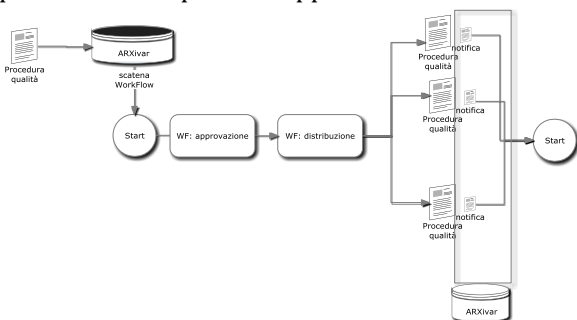 ARXivar
Procedura
qualità
scatena
WorkFlow
Start
WF: approvazione
WF: distribuzione
notifica
Procedura
qualità
notifica
Procedura
qualità
notifica
Procedura
qualità
Start
ARXivar